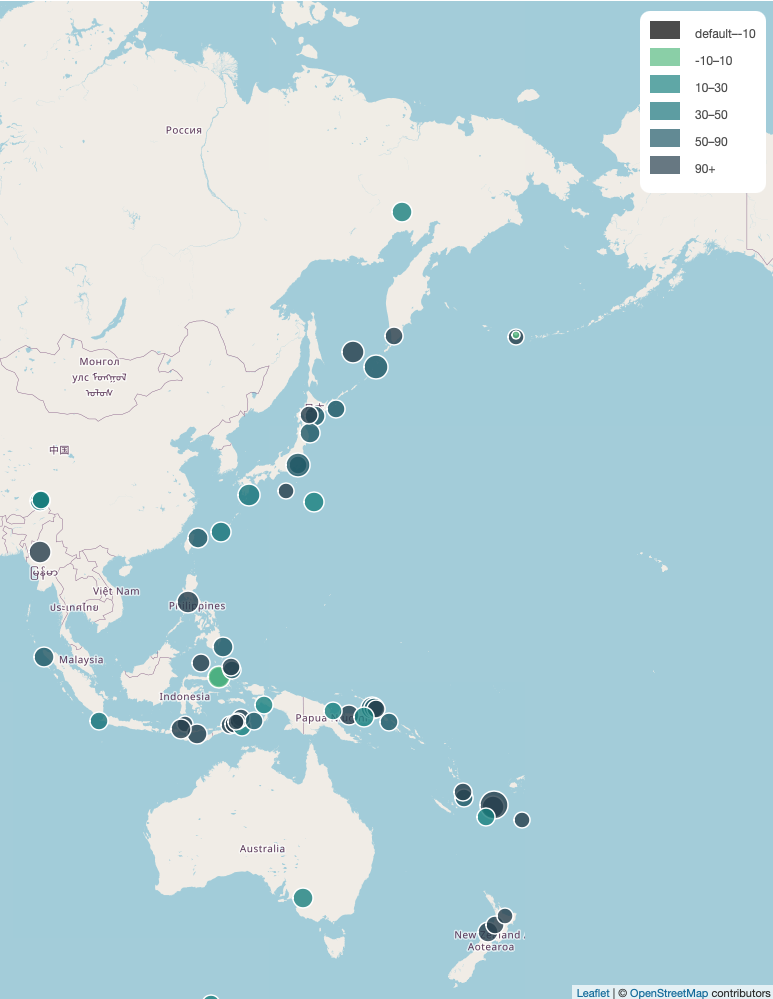 default–-10
-10–10
10–30
30–50
50–90
90+
Россия
Монгол
улс
中国
Việt Nam
ประเทศไทย
Philippines
Malaysia
Indonesia
Papua
Australia
New Zealand /
Aotearoa
Leaflet | © OpenStreetMap contributors